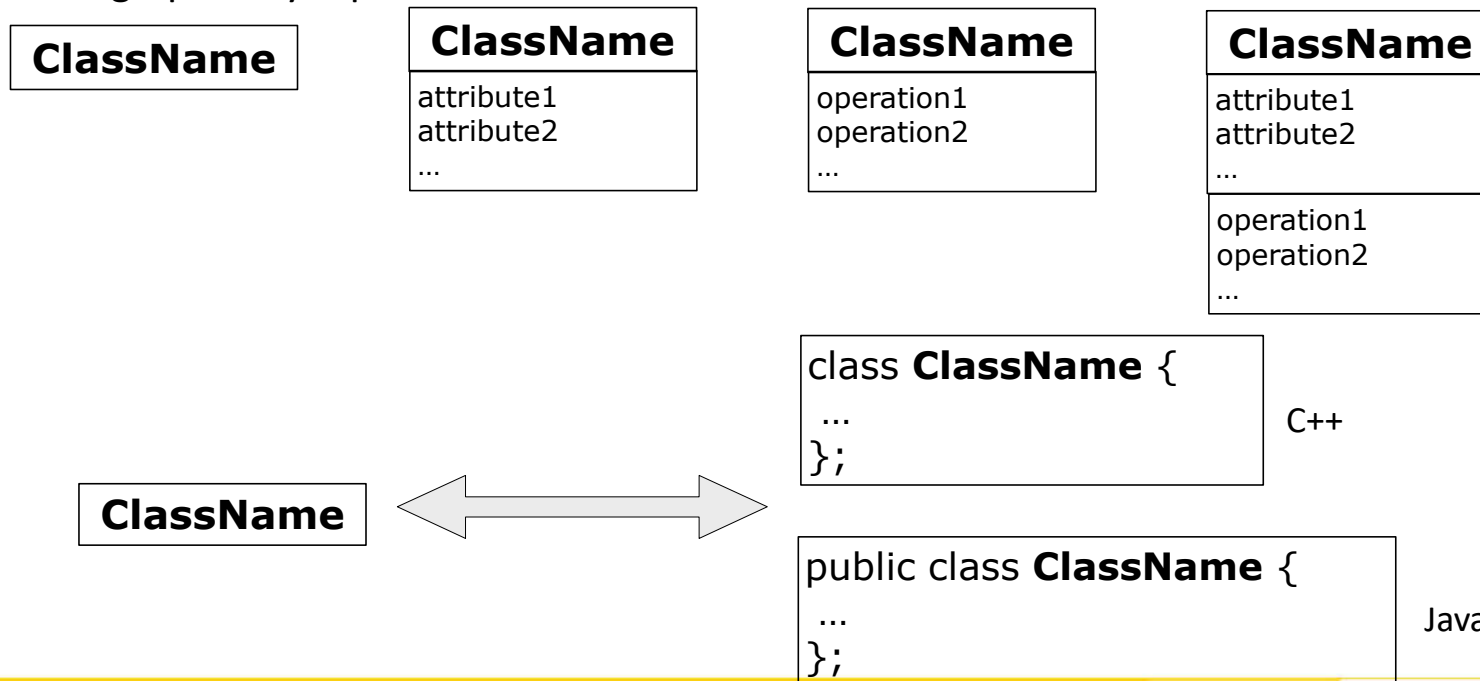 ClassName
ClassName
attribute1
attribute2
...
ClassName
operation1
operation2
...
ClassName
attribute1
attribute2
...
operation1
operation2
...
ClassName
class ClassName {
...
};
C++
public class ClassName {
...
};
Java